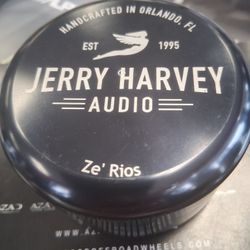 HANDCRAFTED IN ORLANDO, FL
EST 1995
JERRY HARVEY
AUDIO
Ze' Rios